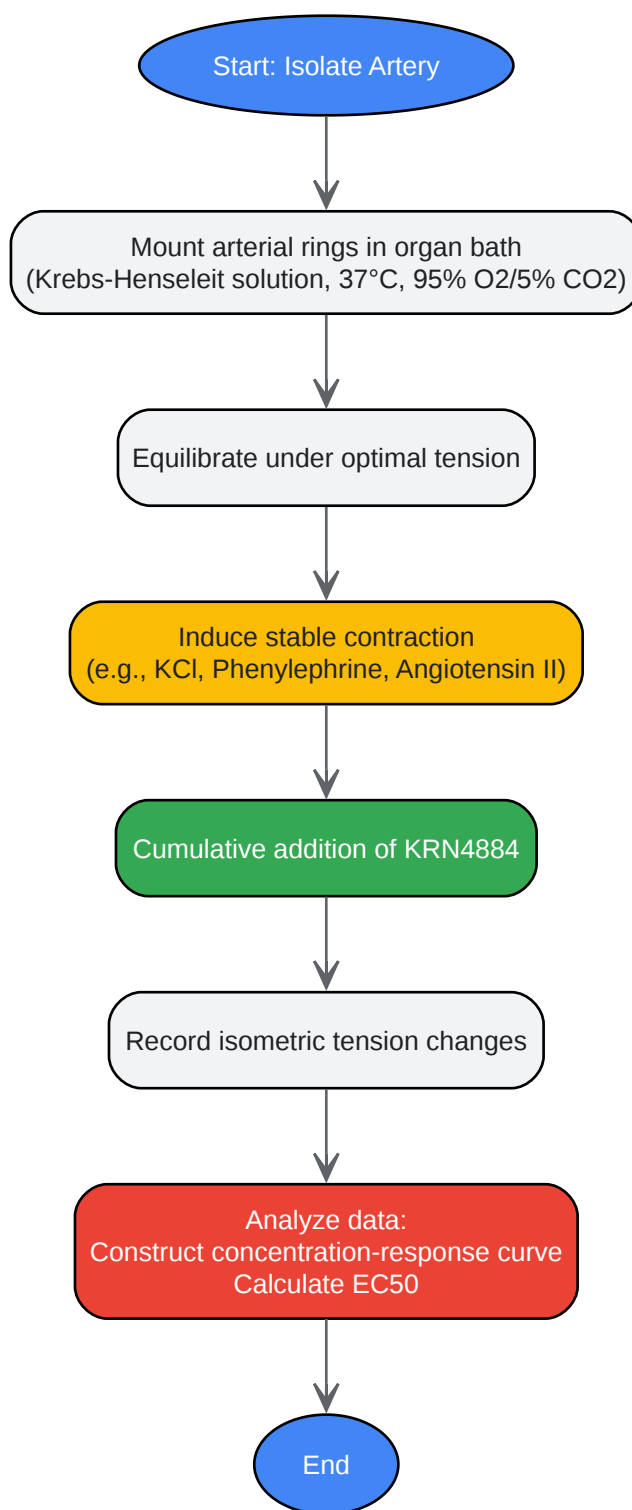 Start: Isolate Artery
Mount arterial rings in organ bath
(Krebs-Henseleit solution, 37°C, 95% O2/5% CO2)
Equilibrate under optimal tension
Induce stable contraction
(e.g., KCl, Phenylephrine, Angiotensin II)
Cumulative addition of KRN4884
Record isometric tension changes
Analyze data:
Construct concentration-response curve
Calculate EC50
End